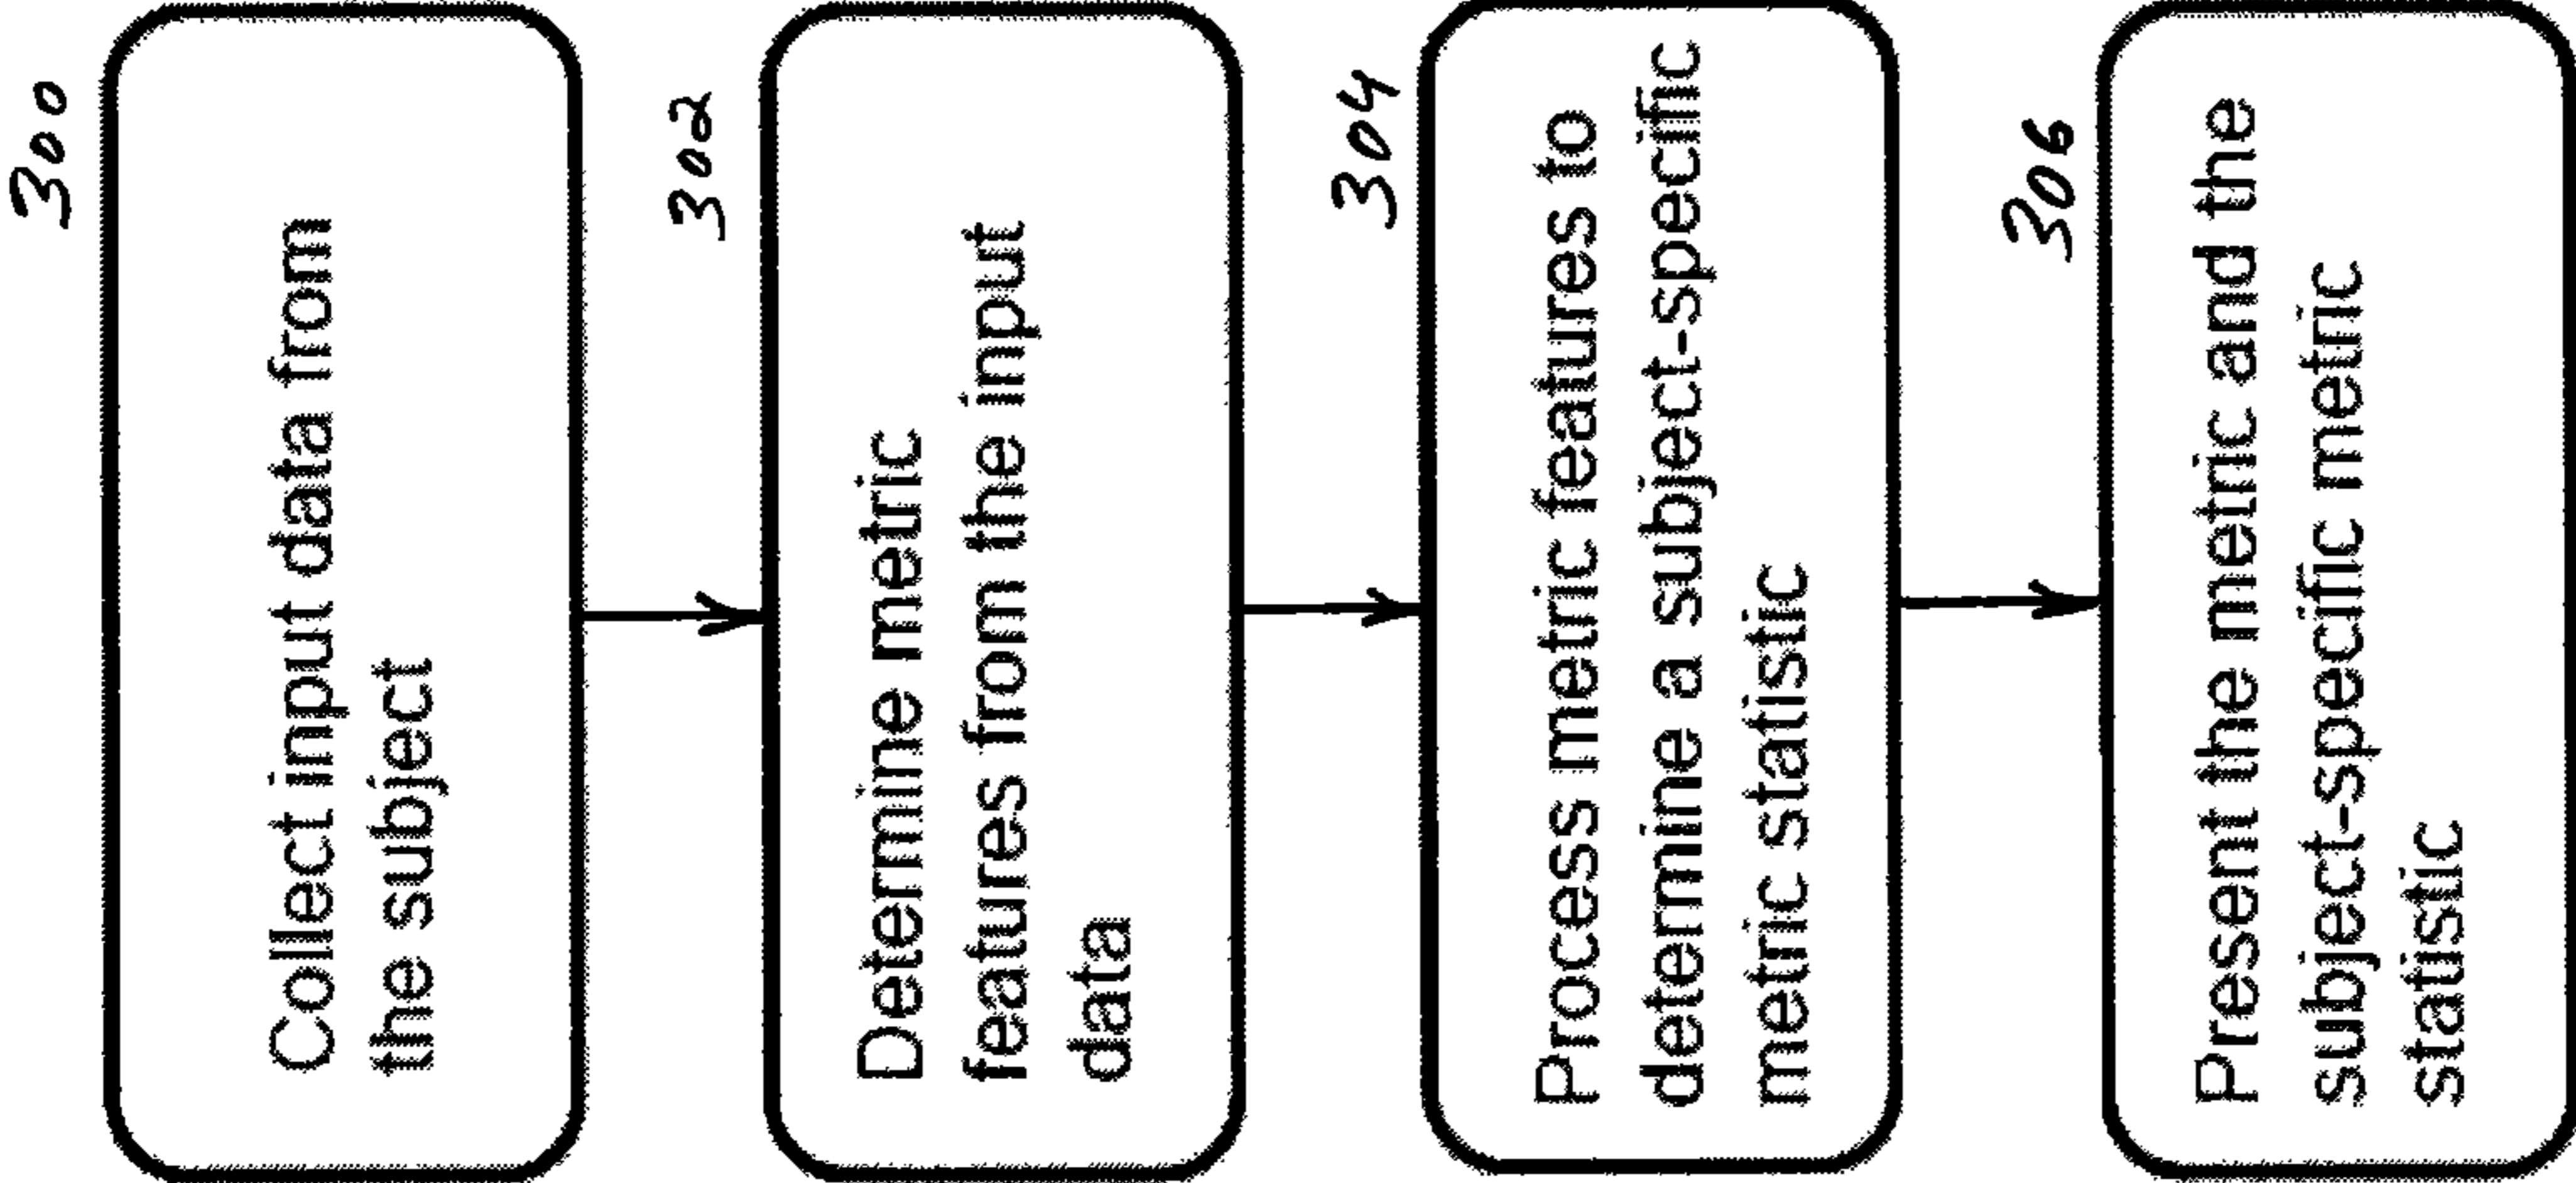 300
Collect input data from
the subject
302
Determine metric
features from the input
data
304
Process metric features to
determine a subject-specific
metric statistic
306
Present the metric and the
subject-specific metric
statistic